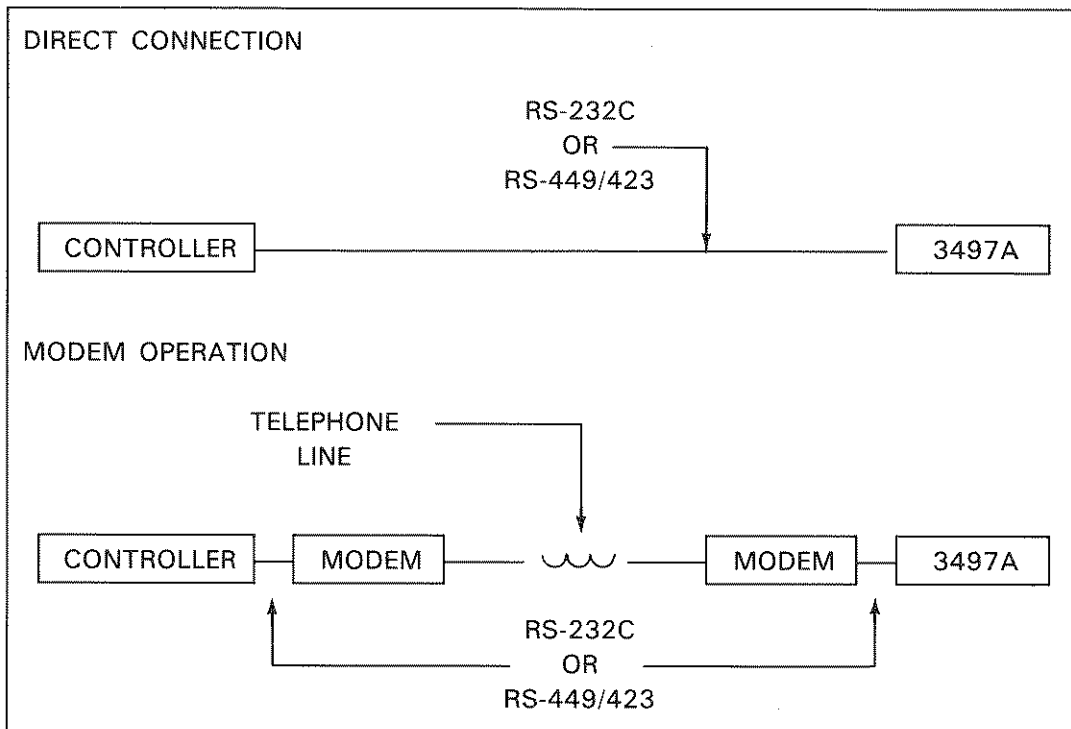 DIRECT CONNECTION
RS-232C
OR
RS-449/423
CONTROLLER
3497A
MODEM OPERATION
TELEPHONE
LINE
CONTROLLER
MODEM
MODEM
3497A
RS-232C
OR
RS-449/423